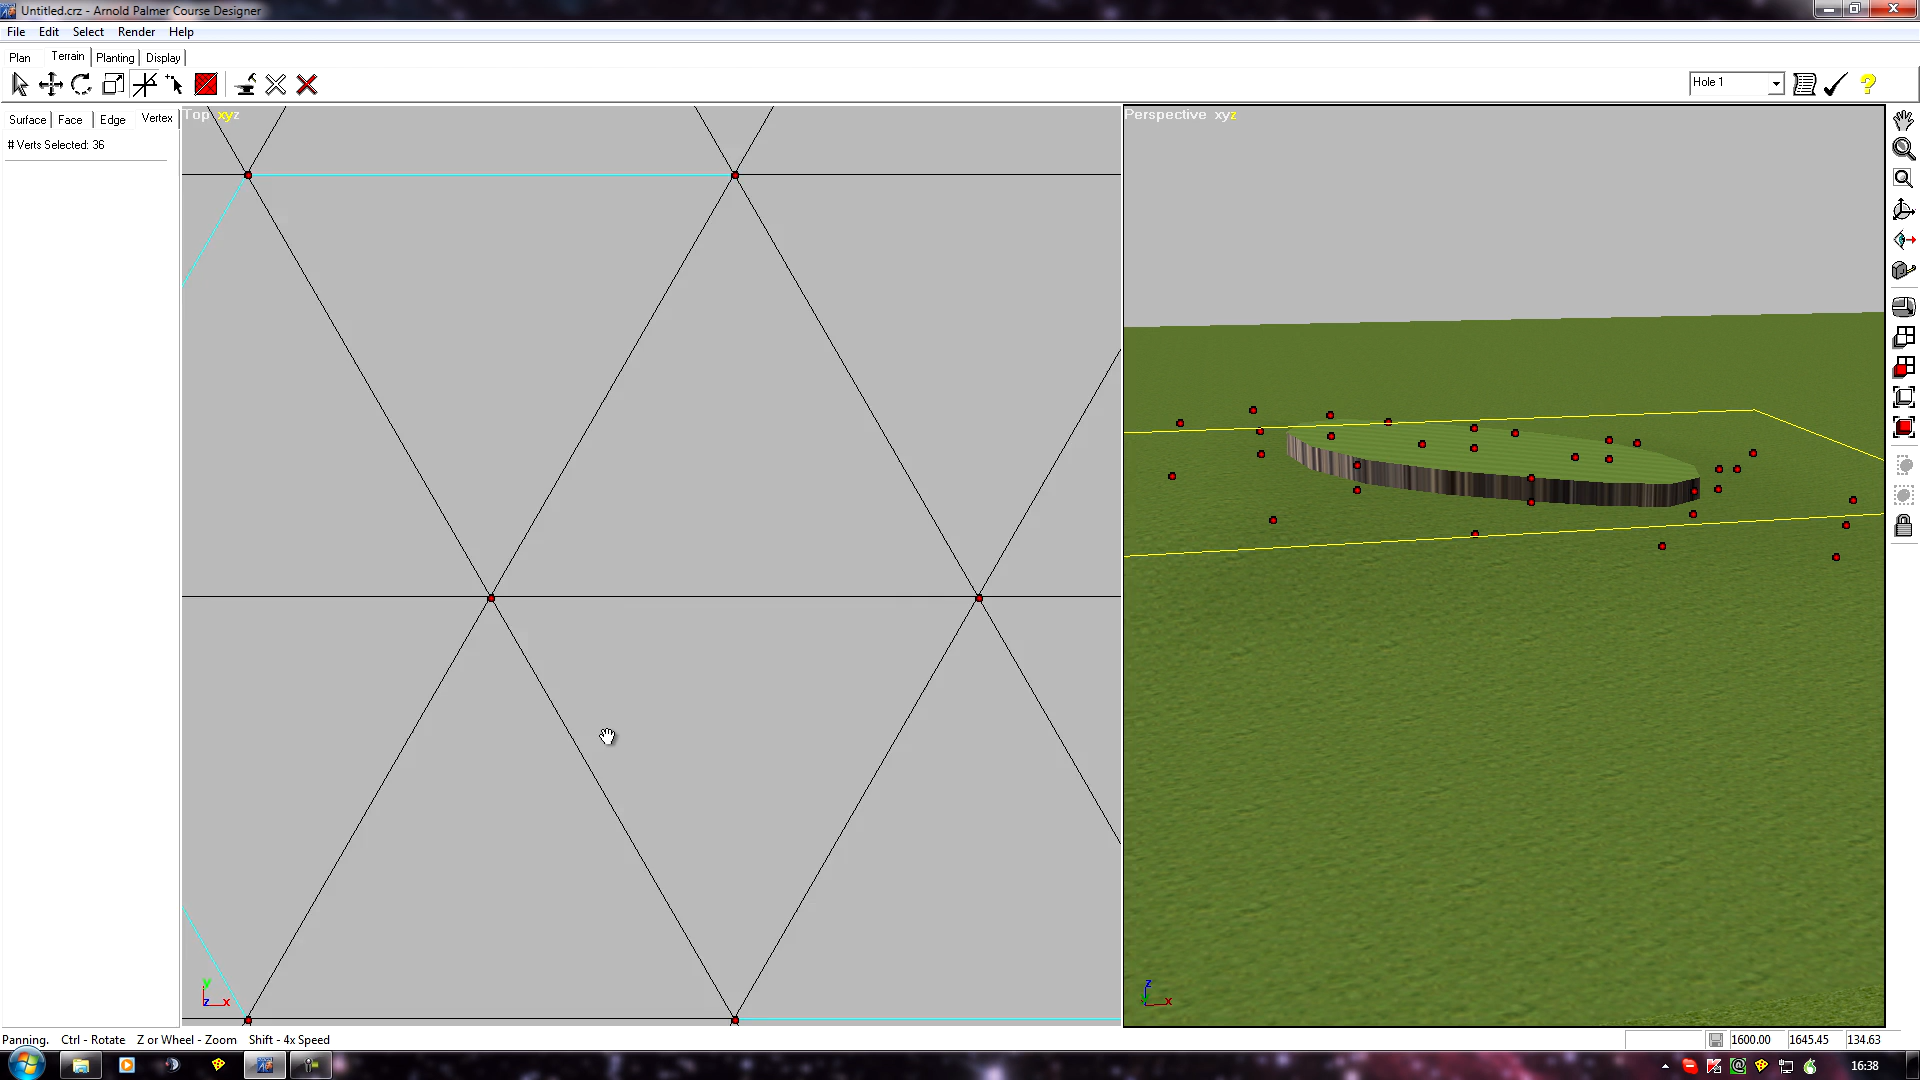 Untitled.crz - Arnold Palmer Course Designer
File Edit Select Render Help
Plan Terrain Planting Display
Hole 1
Surface Face Edge Vertex
# Verts Selected: 36
Top xyz
Perspective xyz
y
z x
z
x
Panning. Ctrl - Rotate Z or Wheel - Zoom Shift - 4x Speed
1600.00 1645.45 134.63
16:38